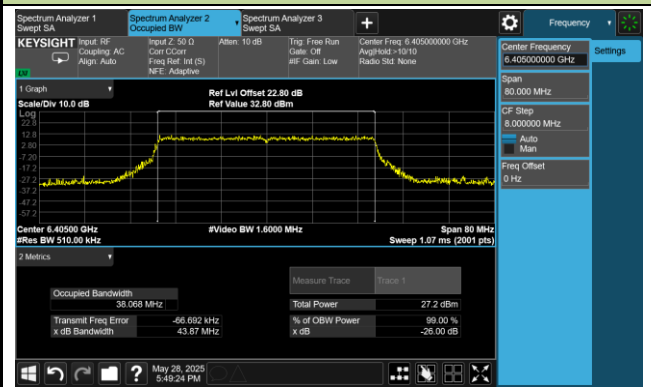 Spectrum Analyzer 1
Swept SA
Spectrum Analyzer 2
Occupied BW
Spectrum Analyzer 3
Swept SA
+
Frequency
KEYSIGHT
Input: RF
Coupling: AC
Align: Auto
Input Z: 50 Ω
Corr CCorr
Freq Ref: Int (S)
NFE: Adaptive
Atten: 10 dB
Trig: Free Run
Gate: Off
#IF Gain: Low
Center Freq: 6.405000000 GHz
Avg|Hold:>10/10
Radio Std: None
Center Frequency
6.405000000 GHz
Settings
Span
80.000 MHz
CF Step
8.000000 MHz
Auto
Man
Freq Offset
0 Hz
1 Graph
Scale/Div 10.0 dB
Ref Lvl Offset 22.80 dB
Ref Value 32.80 dBm
Log
22.8
12.8
2.80
-7.20
-17.2
-27.2
-37.2
-47.2
-57.2
Center 6.40500 GHz
#Res BW 510.00 kHz
#Video BW 1.6000 MHz
Span 80 MHz
Sweep 1.07 ms (2001 pts)
2 Metrics
Measure Trace
Trace 1
Occupied Bandwidth
38.068 MHz
Total Power
27.2 dBm
Transmit Freq Error
-66.692 kHz
% of OBW Power
99.00 %
x dB Bandwidth
43.87 MHz
x dB
-26.00 dB
?
May 28, 2025
5:49:24 PM